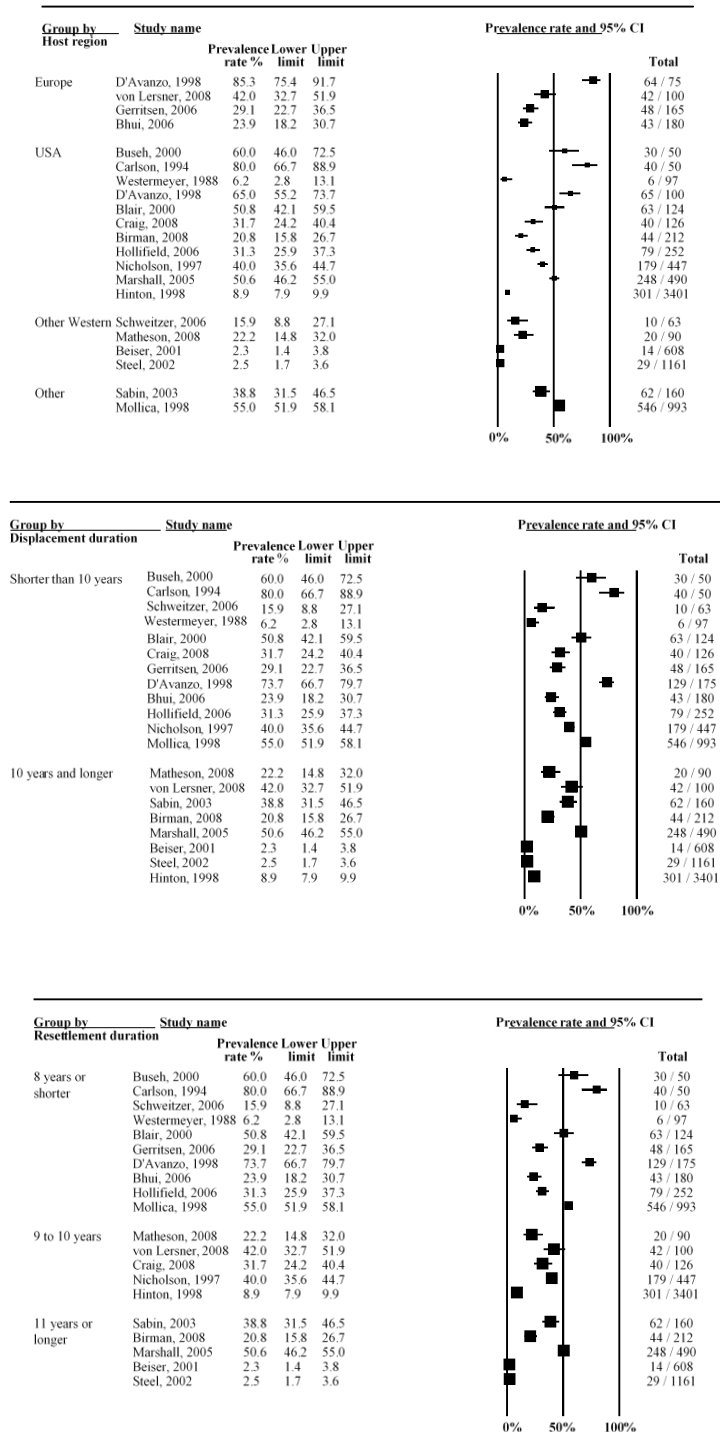 Group by Study name Prevalence rate and 95% CI
Host region
Prevalence Lower Upper
rate % limit limit Total
Europe D'Avanzo, 1998 85.3 75.4 91.7 64 / 75
von Lersner, 2008 42.0 32.7 51.9 42 / 100
Gerritsen, 2006 29.1 22.7 36.5 48 / 165
Bhui, 2006 23.9 18.2 30.7 43 / 180
USA Buseh, 2000 60.0 46.0 72.5 30 / 50
Carlson, 1994 80.0 66.7 88.9 40 / 50
Westermeyer, 1988 6.2 2.8 13.1 6 / 97
D'Avanzo, 1998 65.0 55.2 73.7 65 / 100
Blair, 2000 50.8 42.1 59.5 63 / 124
Craig, 2008 31.7 24.2 40.4 40 / 126
Birman, 2008 20.8 15.8 26.7 44 / 212
Hollifield, 2006 31.3 25.9 37.3 79 / 252
Nicholson, 1997 40.0 35.6 44.7 179 / 447
Marshall, 2005 50.6 46.2 55.0 248 / 490
Hinton, 1998 8.9 7.9 9.9 301 / 3401
Other Western Schweitzer, 2006 15.9 8.8 27.1 10 / 63
Matheson, 2008 22.2 14.8 32.0 20 / 90
Beiser, 2001 2.3 1.4 3.8 14 / 608
Steel, 2002 2.5 1.7 3.6 29 / 1161
Other Sabin, 2003 38.8 31.5 46.5 62 / 160
Mollica, 1998 55.0 51.9 58.1 546 / 993
0% 50% 100%
Group by Study name Prevalence rate and 95% CI
Displacement duration
Prevalence Lower Upper
rate % limit limit Total
Shorter than 10 years Buseh, 2000 60.0 46.0 72.5 30 / 50
Carlson, 1994 80.0 66.7 88.9 40 / 50
Schweitzer, 2006 15.9 8.8 27.1 10 / 63
Westermeyer, 1988 6.2 2.8 13.1 6 / 97
Blair, 2000 50.8 42.1 59.5 63 / 124
Craig, 2008 31.7 24.2 40.4 40 / 126
Gerritsen, 2006 29.1 22.7 36.5 48 / 165
D'Avanzo, 1998 73.7 66.7 79.7 129 / 175
Bhui, 2006 23.9 18.2 30.7 43 / 180
Hollifield, 2006 31.3 25.9 37.3 79 / 252
Nicholson, 1997 40.0 35.6 44.7 179 / 447
Mollica, 1998 55.0 51.9 58.1 546 / 993
10 years and longer Matheson, 2008 22.2 14.8 32.0 20 / 90
von Lersner, 2008 42.0 32.7 51.9 42 / 100
Sabin, 2003 38.8 31.5 46.5 62 / 160
Birman, 2008 20.8 15.8 26.7 44 / 212
Marshall, 2005 50.6 46.2 55.0 248 / 490
Beiser, 2001 2.3 1.4 3.8 14 / 608
Steel, 2002 2.5 1.7 3.6 29 / 1161
Hinton, 1998 8.9 7.9 9.9 301 / 3401
0% 50% 100%
Group by Study name Prevalence rate and 95% CI
Resettlement duration
Prevalence Lower Upper
rate % limit limit Total
8 years or Buseh, 2000 60.0 46.0 72.5 30 / 50
shorter Carlson, 1994 80.0 66.7 88.9 40 / 50
Schweitzer, 2006 15.9 8.8 27.1 10 / 63
Westermeyer, 1988 6.2 2.8 13.1 6 / 97
Blair, 2000 50.8 42.1 59.5 63 / 124
Gerritsen, 2006 29.1 22.7 36.5 48 / 165
D'Avanzo, 1998 73.7 66.7 79.7 129 / 175
Bhui, 2006 23.9 18.2 30.7 43 / 180
Hollifield, 2006 31.3 25.9 37.3 79 / 252
Mollica, 1998 55.0 51.9 58.1 546 / 993
9 to 10 years Matheson, 2008 22.2 14.8 32.0 20 / 90
von Lersner, 2008 42.0 32.7 51.9 42 / 100
Craig, 2008 31.7 24.2 40.4 40 / 126
Nicholson, 1997 40.0 35.6 44.7 179 / 447
Hinton, 1998 8.9 7.9 9.9 301 / 3401
11 years or Sabin, 2003 38.8 31.5 46.5 62 / 160
longer Birman, 2008 20.8 15.8 26.7 44 / 212
Marshall, 2005 50.6 46.2 55.0 248 / 490
Beiser, 2001 2.3 1.4 3.8 14 / 608
Steel, 2002 2.5 1.7 3.6 29 / 1161
0% 50% 100%